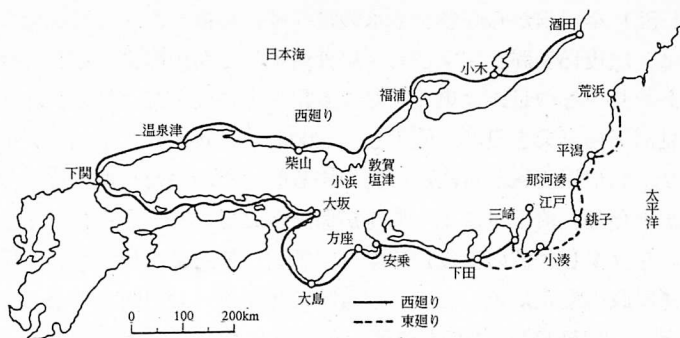 酒田
日本海
小木
荒浜
福浦
西廻り
温泉津
平潟
柴山
敦賀
小浜
塩津
下関
那河湊
江戸
大坂
三崎
太平洋
銚子
方座
安乗
小湊
下田
大島
西廻り
東廻り
0 100 200km